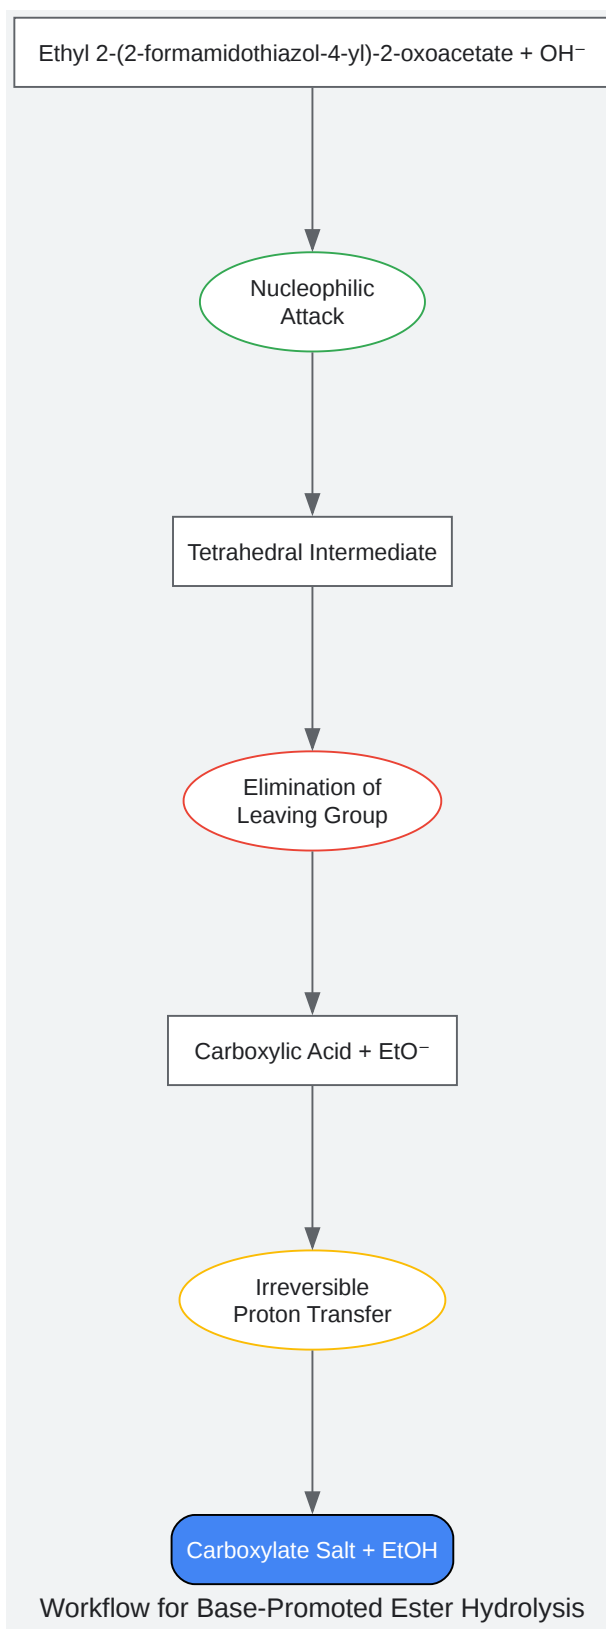 Ethyl 2-(2-formamidothiazol-4-yl)-2-oxoacetate + OH⁻
Nucleophilic
Attack
Tetrahedral Intermediate
Elimination of
Leaving Group
Carboxylic Acid + EtO⁻
Irreversible
Proton Transfer
Carboxylate Salt + EtOH
Workflow for Base-Promoted Ester Hydrolysis